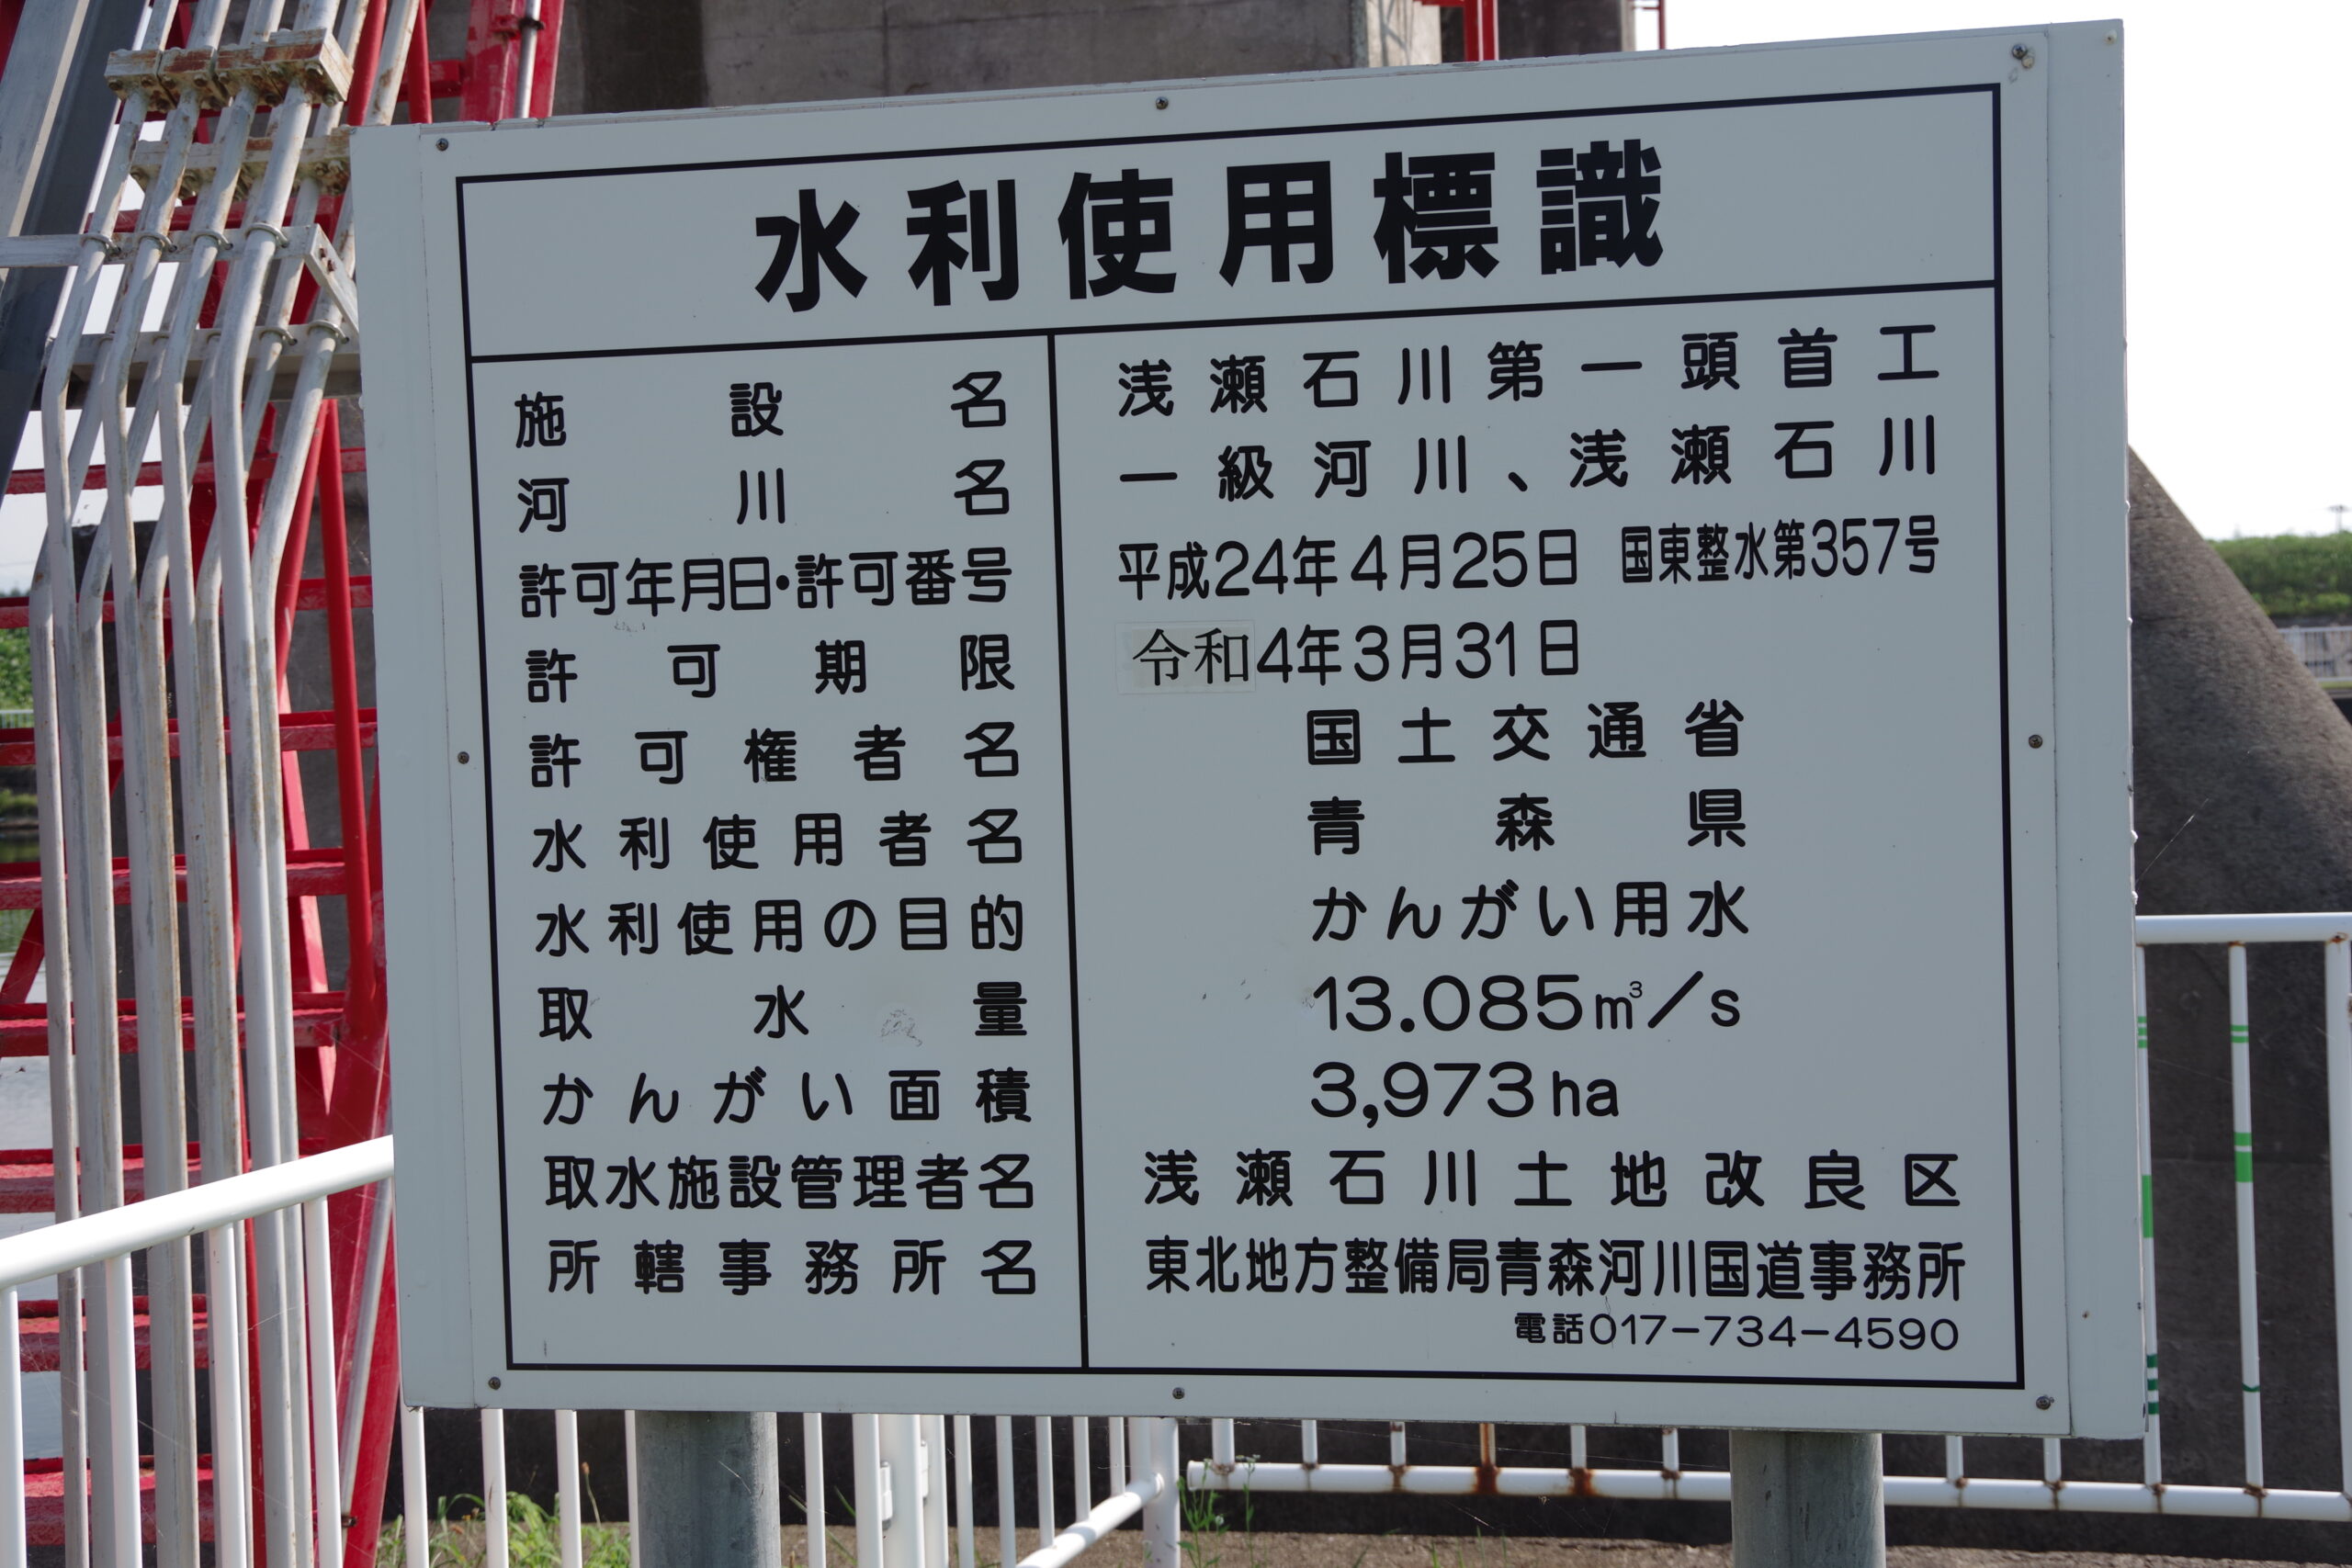 水利使用標識
施設名 浅瀬石川第一頭首工
河川名 一級河川、浅瀬石川
許可年月日・許可番号 平成24年4月25日 国東整水第357号
許可期限 令和4年3月31日
許可権者名 国土交通省
水利使用者名 青森県
水利使用の目的 かんがい用水
取水量 13.085㎥/s
かんがい面積 3,973ha
取水施設管理者名 浅瀬石川土地改良区
所轄事務所名 東北地方整備局青森河川国道事務所
電話017-734-4590